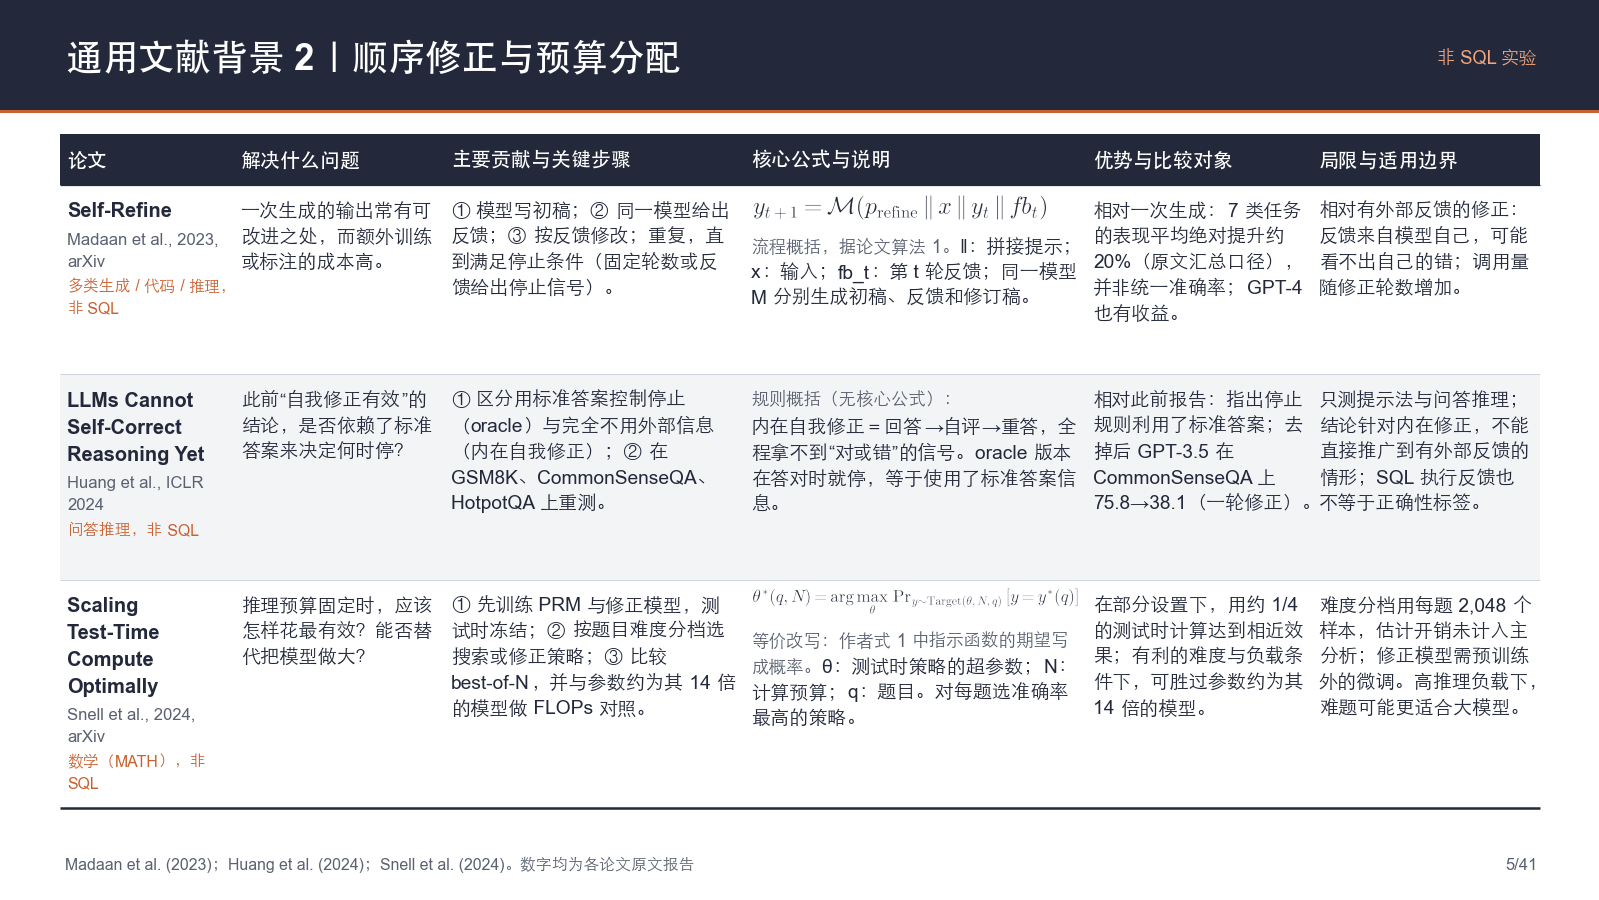 通用文献背景 2丨顺序修正与预算分配
非 SQL 实验
论文
解决什么问题
主要贡献与关键步骤
核心公式与说明
优势与比较对象
局限与适用边界
Self-Refine
Madaan et al., 2023,
arXiv
多类生成 / 代码 / 推理，
非 SQL
一次生成的输出常有可
改进之处，而额外训练
或标注的成本高。
① 模型写初稿；② 同一模型给出
反馈；③ 按反馈修改；重复，直
到满足停止条件（固定轮数或反
馈给出停止信号）。
y_{t+1} = M(p_refine ∥ x ∥ y_t ∥ fb_t)
流程概括，据论文算法 1。‖：拼接提示；
x：输入；fb_t：第 t 轮反馈；同一模型
M 分别生成初稿、反馈和修订稿。
相对一次生成：7 类任务
的表现平均绝对提升约
20%（原文汇总口径），
并非统一准确率；GPT-4
也有收益。
相对有外部反馈的修正：
反馈来自模型自己，可能
看不出自己的错；调用量
随修正轮数增加。
LLMs Cannot
Self-Correct
Reasoning Yet
Huang et al., ICLR
2024
问答推理，非 SQL
此前“自我修正有效”的
结论，是否依赖了标准
答案来决定何时停？
① 区分用标准答案控制停止
（oracle）与完全不用外部信息
（内在自我修正）；② 在
GSM8K、CommonSenseQA、
HotpotQA 上重测。
规则概括（无核心公式）：
内在自我修正 = 回答→自评→重答，全
程拿不到“对或错”的信号。oracle 版本
在答对时就停，等于使用了标准答案信
息。
相对此前报告：指出停止
规则利用了标准答案；去
掉后 GPT-3.5 在
CommonSenseQA 上
75.8→38.1（一轮修正）。
只测提示法与问答推理；
结论针对内在修正，不能
直接推广到有外部反馈的
情形；SQL 执行反馈也
不等于正确性标签。
Scaling
Test-Time
Compute
Optimally
Snell et al., 2024,
arXiv
数学（MATH），非
SQL
推理预算固定时，应该
怎样花最有效？能否替
代把模型做大？
① 先训练 PRM 与修正模型，测
试时冻结；② 按题目难度分档选
搜索或修正策略；③ 比较
best-of-N，并与参数约为其 14 倍
的模型做 FLOPs 对照。
θ*(q, N) = arg max_θ Pr_{y∼Target(θ, N, q)} [y = y*(q)]
等价改写：作者式 1 中指示函数的期望写
成概率。θ：测试时策略的超参数；N：
计算预算；q：题目。对每题选准确率
最高的策略。
在部分设置下，用约 1/4
的测试时计算达到相近效
果；有利的难度与负载条
件下，可胜过参数约为其
14 倍的模型。
难度分档用每题 2,048 个
样本，估计开销未计入主
分析；修正模型需预训练
外的微调。高推理负载下，
难题可能更适合大模型。
Madaan et al. (2023)；Huang et al. (2024)；Snell et al. (2024)。数字均为各论文原文报告
5/41